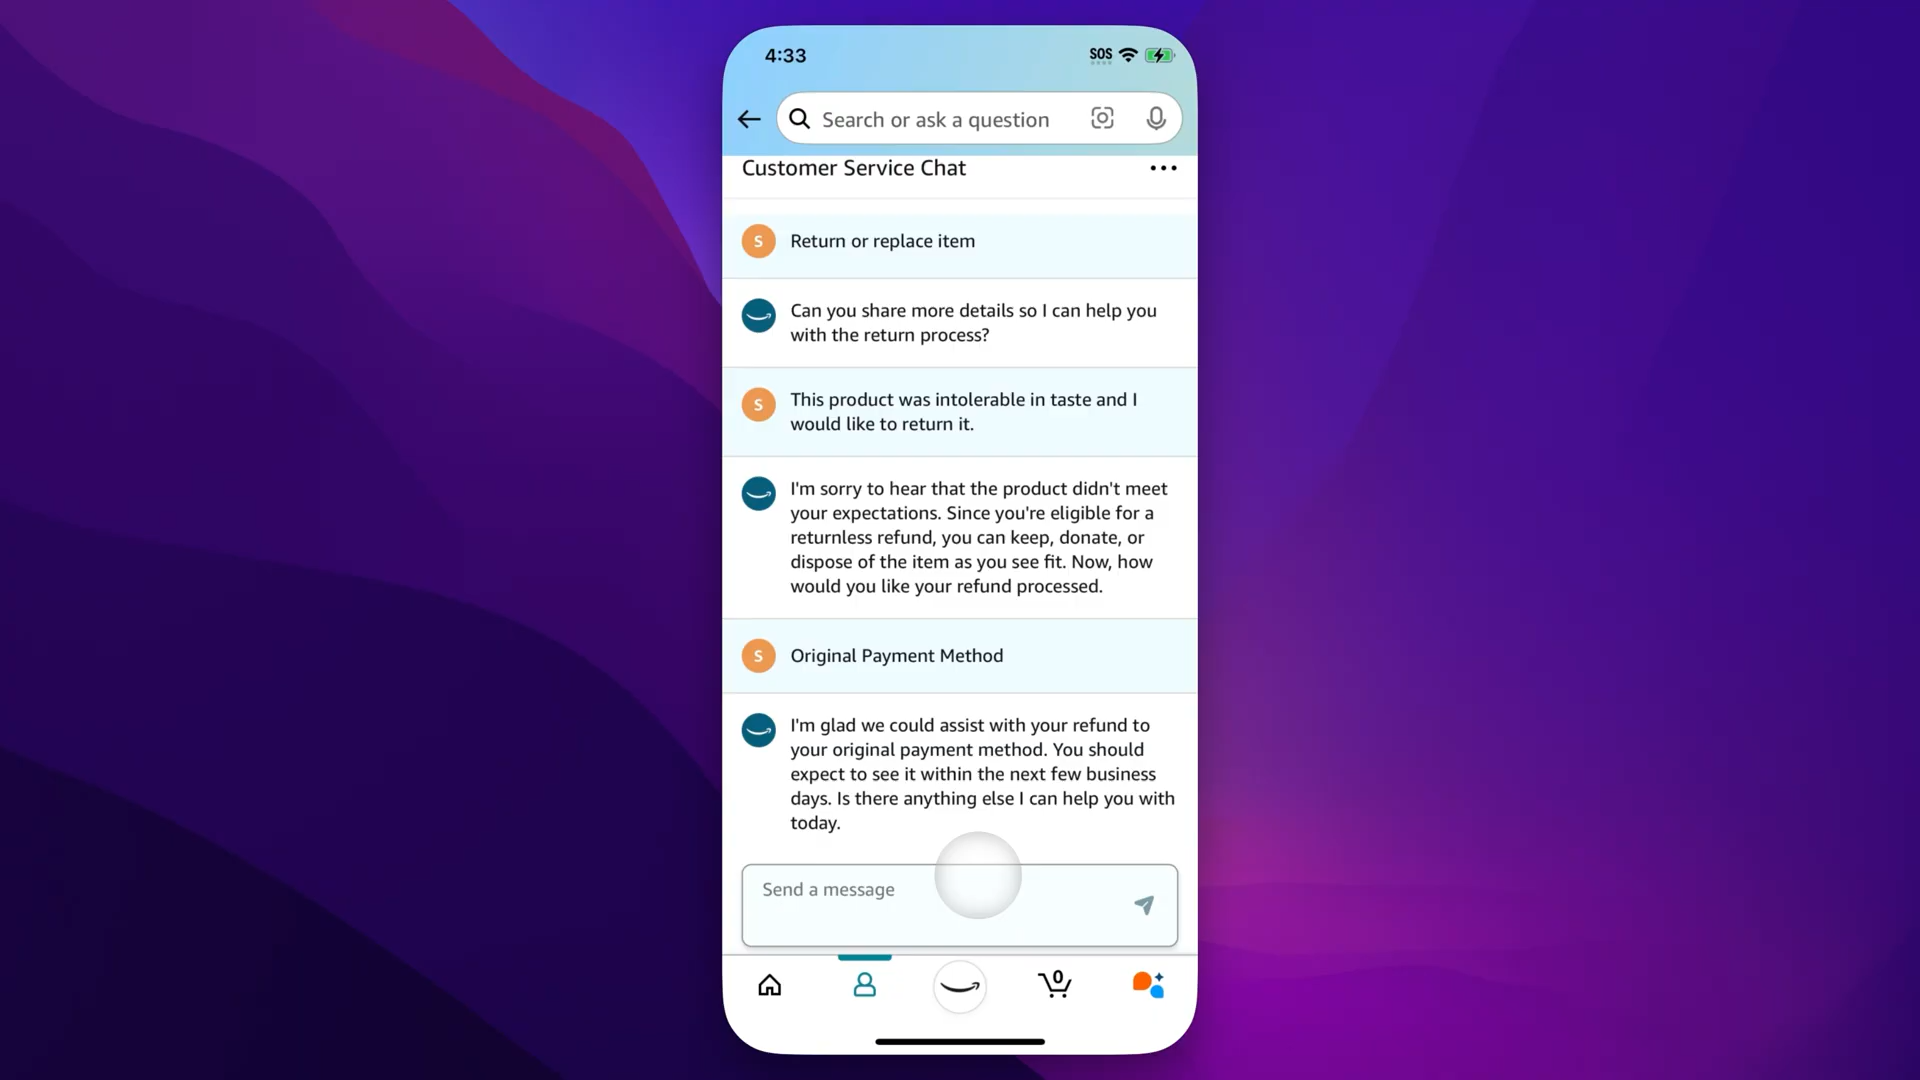 4:33
SOS
Search or ask a question
Customer Service Chat
S
Return or replace item
Can you share more details so I can help you
with the return process?
S
This product was intolerable in taste and I
would like to return it.
I'm sorry to hear that the product didn't meet
your expectations. Since you're eligible for a
returnless refund, you can keep, donate, or
dispose of the item as you see fit. Now, how
would you like your refund processed.
S
Original Payment Method
I'm glad we could assist with your refund to
your original payment method. You should
expect to see it within the next few business
days. Is there anything else I can help you with
today.
Send a message
0